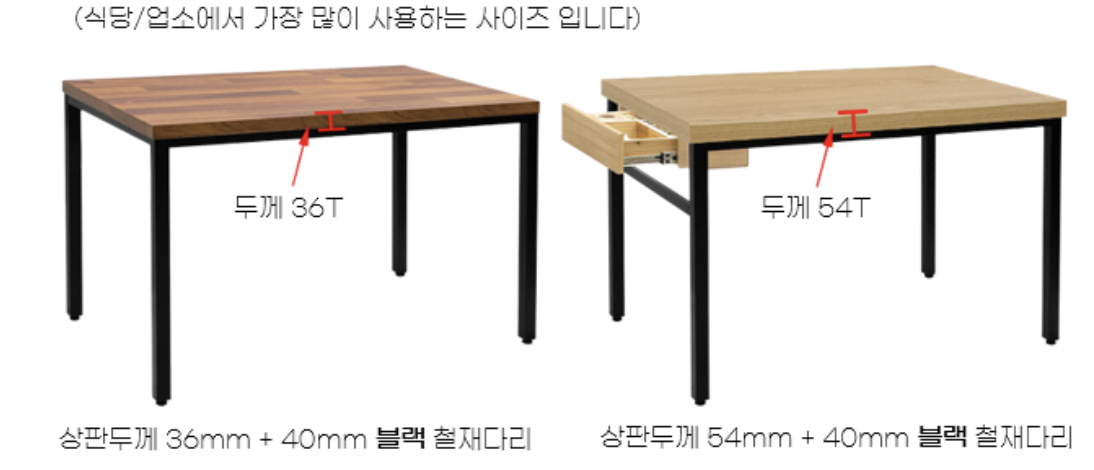 (식당/업소에서 가장 많이 사용하는 사이즈 입니다)
두께 36T
두께 54T
상판두께 36mm + 40mm 블랙 철재다리
상판두께 54mm + 40mm 블랙 철재다리